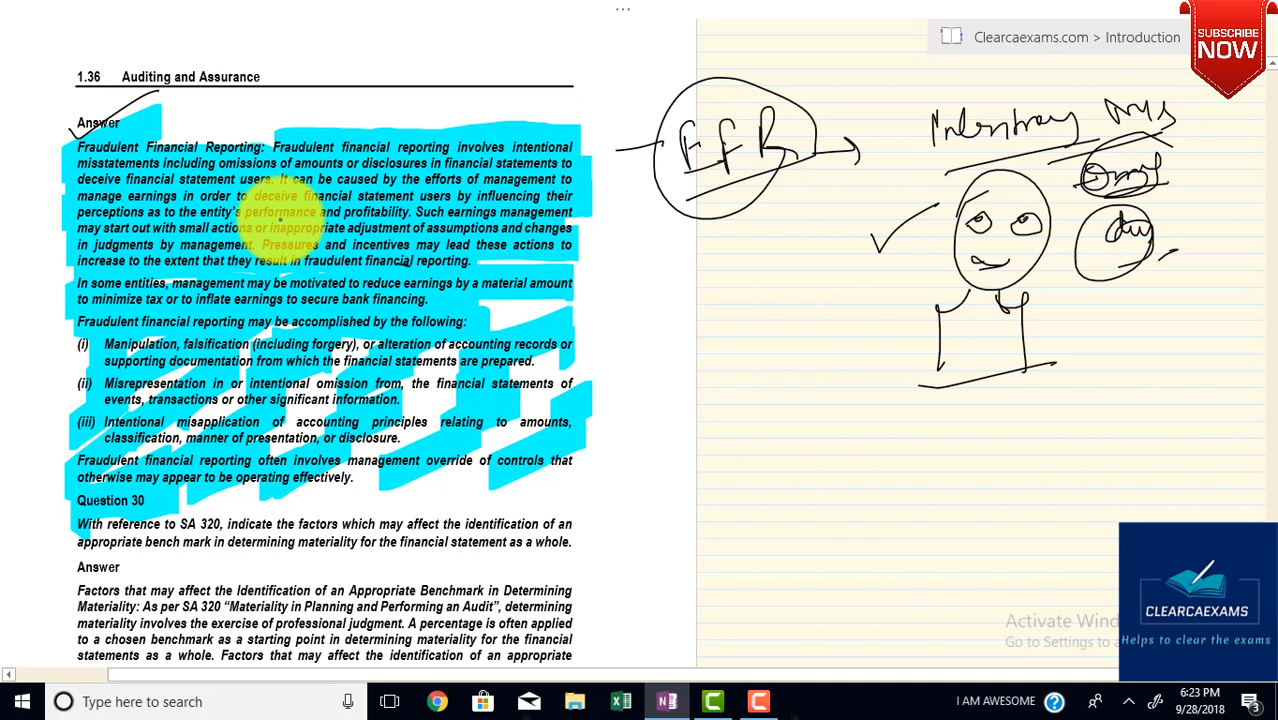 Clearcaexams.com > Introduction
SUBSCRIBE
NOW
1.36 Auditing and Assurance
Answer
Fraudulent Financial Reporting: Fraudulent financial reporting involves intentional
misstatements including omissions of amounts or disclosures in financial statements to
deceive financial statement users. It can be caused by the efforts of management to
manage earnings in order to deceive financial statement users by influencing their
perceptions as to the entity's performance and profitability. Such earnings management
may start out with small actions or inappropriate adjustment of assumptions and changes
in judgments by management. Pressures and incentives may lead these actions to
increase to the extent that they result in fraudulent financial reporting.
In some entities, management may be motivated to reduce earnings by a material amount
to minimize tax or to inflate earnings to secure bank financing.
Fraudulent financial reporting may be accomplished by the following:
(i) Manipulation, falsification (including forgery), or alteration of accounting records or
supporting documentation from which the financial statements are prepared.
(ii) Misrepresentation in or intentional omission from, the financial statements of
events, transactions or other significant information.
(iii) Intentional misapplication of accounting principles relating to amounts,
classification, manner of presentation, or disclosure.
Fraudulent financial reporting often involves management override of controls that
otherwise may appear to be operating effectively.
Question 30
With reference to SA 320, indicate the factors which may affect the identification of an
appropriate bench mark in determining materiality for the financial statement as a whole.
Answer
Factors that may affect the Identification of an Appropriate Benchmark in Determining
Materiality: As per SA 320 "Materiality in Planning and Performing an Audit", determining
materiality involves the exercise of professional judgment. A percentage is often applied
to a chosen benchmark as a starting point in determining materiality for the financial
statements as a whole. Factors that may affect the identification of an appropriate
FFR
CLEARCAEXAMS
Helps to clear the exams
Activate Wind
Go to Settings to a
Type here to search
I AM AWESOME
6:23 PM
9/28/2018
3